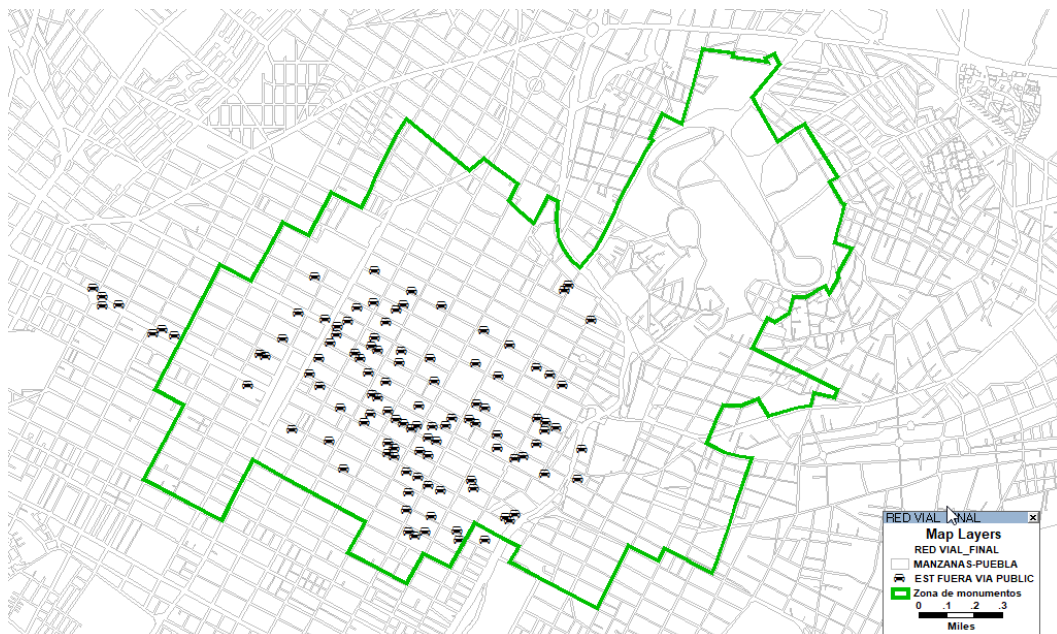 RED VIAL_FINAL
Map Layers
RED VIAL_FINAL
MANZANAS-PUEBLA
EST FUERA VIA PUBLIC
Zona de monumentos
0 .1 .2 .3
Miles